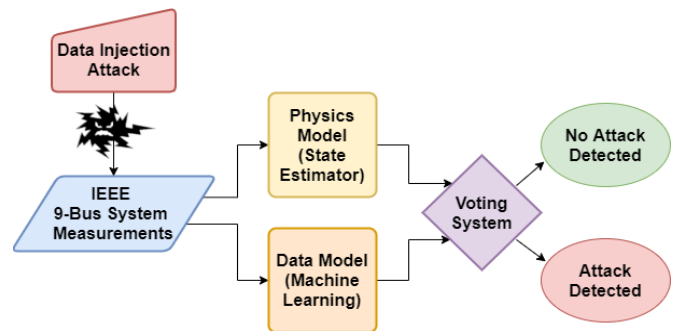 Data Injection
Attack
IEEE
9-Bus System
Measurements
Physics
Model
(State
Estimator)
Data Model
(Machine
Learning)
Voting
System
No Attack
Detected
Attack
Detected